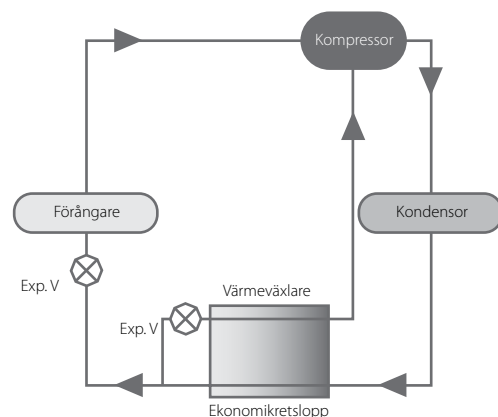 Kompressor
Förångare
Kondensor
Exp. V
Värmeväxlare
Exp. V
Ekonomikretslopp